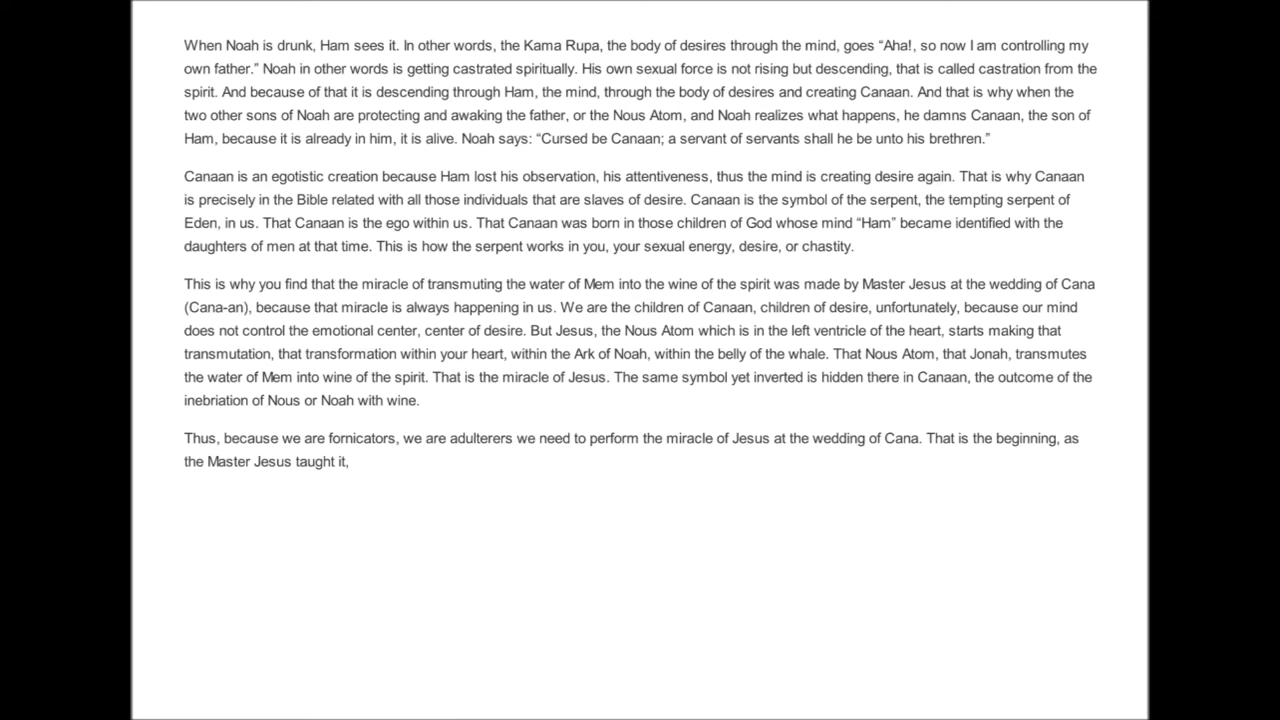 When Noah is drunk, Ham sees it. In other words, the Kama Rupa, the body of desires through the mind, goes “Aha!, so now I am controlling my
own father.” Noah in other words is getting castrated spiritually. His own sexual force is not rising but descending, that is called castration from the
spirit. And because of that it is descending through Ham, the mind, through the body of desires and creating Canaan. And that is why when the
two other sons of Noah are protecting and awaking the father, or the Nous Atom, and Noah realizes what happens, he damns Canaan, the son of
Ham, because it is already in him, it is alive. Noah says: “Cursed be Canaan; a servant of servants shall he be unto his brethren.”
Canaan is an egotistic creation because Ham lost his observation, his attentiveness, thus the mind is creating desire again. That is why Canaan
is precisely in the Bible related with all those individuals that are slaves of desire. Canaan is the symbol of the serpent, the tempting serpent of
Eden, in us. That Canaan is the ego within us. That Canaan was born in those children of God whose mind “Ham” became identified with the
daughters of men at that time. This is how the serpent works in you, your sexual energy, desire, or chastity.
This is why you find that the miracle of transmuting the water of Mem into the wine of the spirit was made by Master Jesus at the wedding of Cana
(Cana-an), because that miracle is always happening in us. We are the children of Canaan, children of desire, unfortunately, because our mind
does not control the emotional center, center of desire. But Jesus, the Nous Atom which is in the left ventricle of the heart, starts making that
transmutation, that transformation within your heart, within the Ark of Noah, within the belly of the whale. That Nous Atom, that Jonah, transmutes
the water of Mem into wine of the spirit. That is the miracle of Jesus. The same symbol yet inverted is hidden there in Canaan, the outcome of the
inebriation of Nous or Noah with wine.
Thus, because we are fornicators, we are adulterers we need to perform the miracle of Jesus at the wedding of Cana. That is the beginning, as
the Master Jesus taught it,